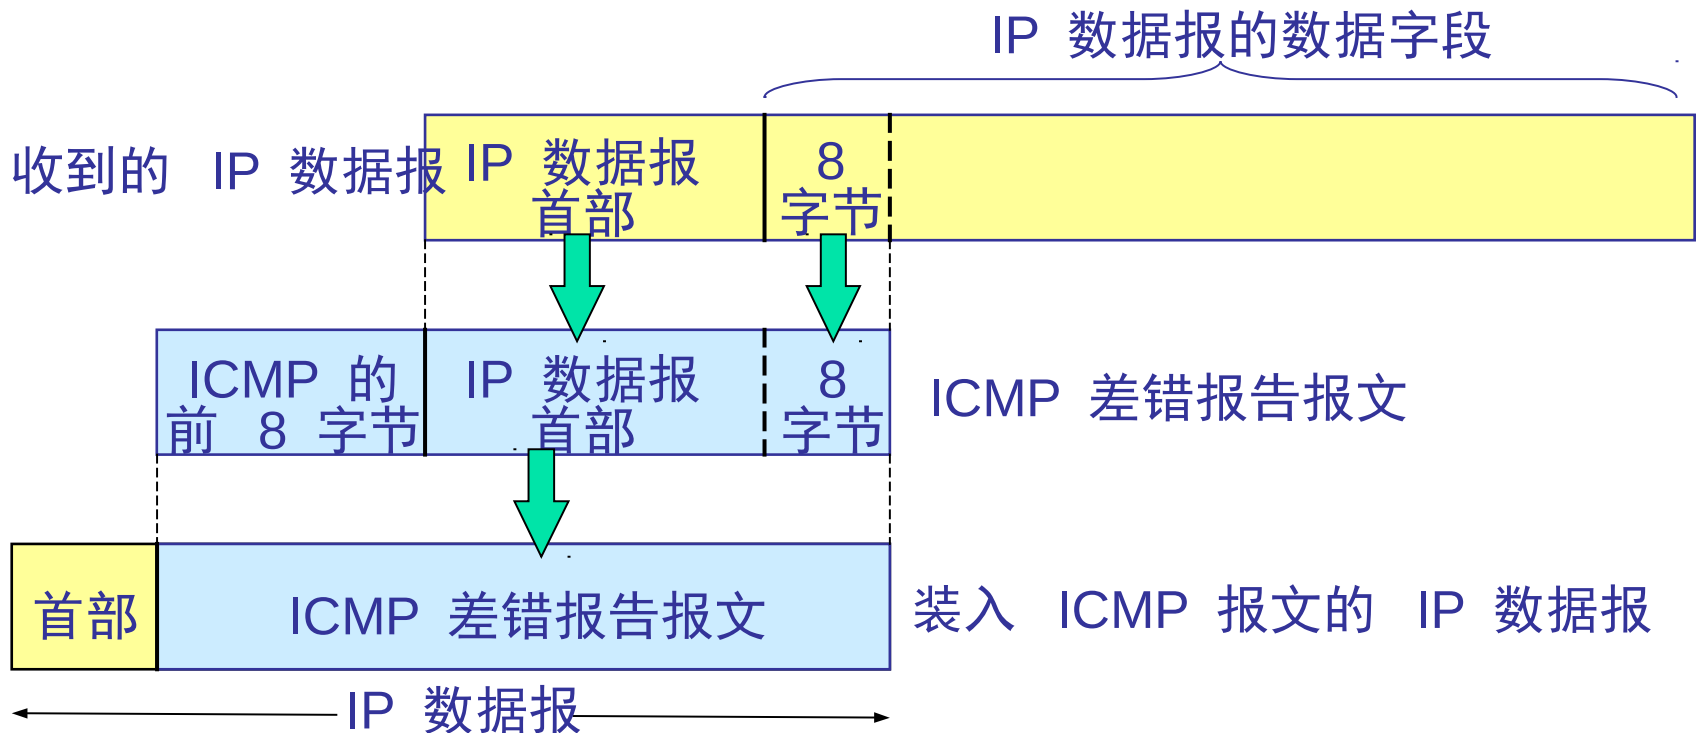 IP 数据报的数据字段
收到的 IP 数据报
IP 数据报
首部
8
字节
ICMP 的
前 8 字节
IP 数据报
首部
8
字节
ICMP 差错报告报文
首部
ICMP 差错报告报文
装入 ICMP 报文的 IP 数据报
IP 数据报